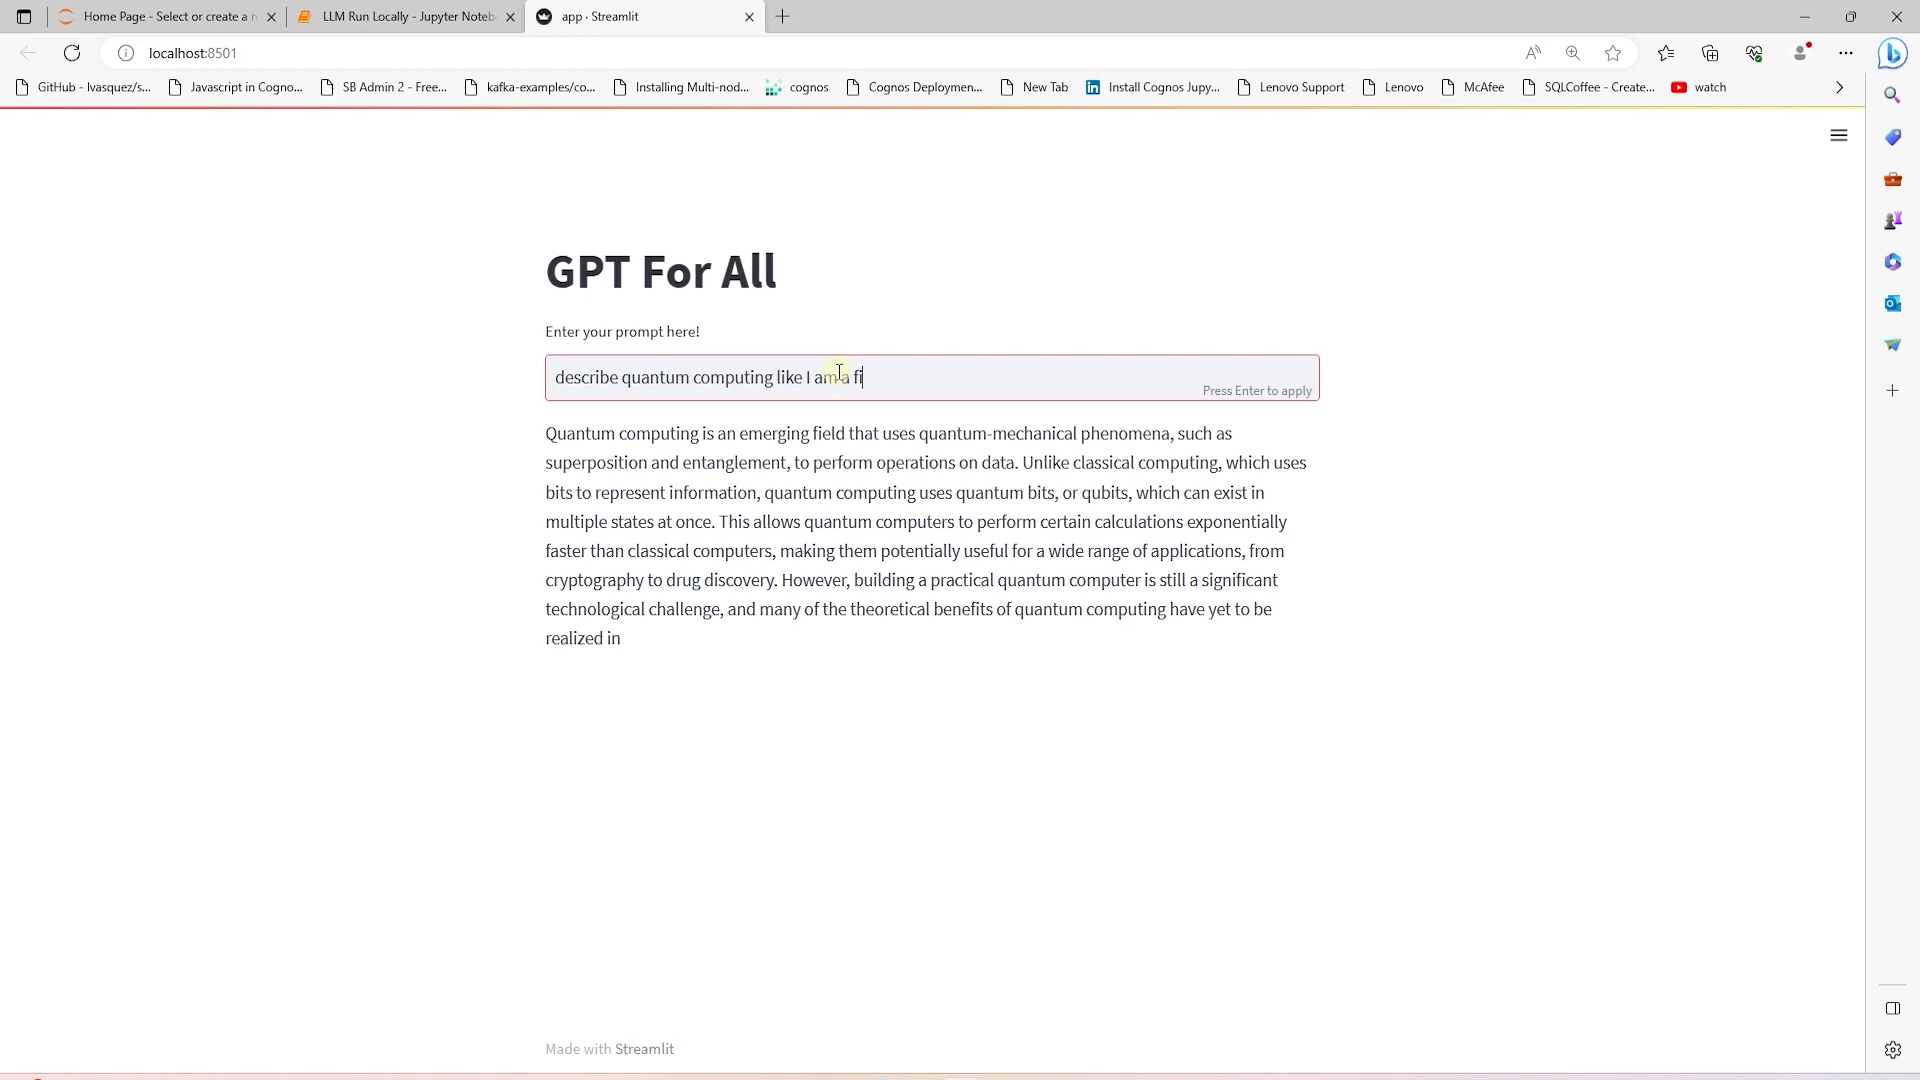 Home Page - Select or create a n
LLM Run Locally - Jupyter Noteb
app · Streamlit
localhost:8501
GitHub - lvasquez/s...
Javascript in Cogno...
SB Admin 2 - Free...
kafka-examples/co...
Installing Multi-nod...
cognos
Cognos Deploymen...
New Tab
Install Cognos Jupy...
Lenovo Support
Lenovo
McAfee
SQLCoffee - Create...
watch
GPT For All
Enter your prompt here!
describe quantum computing like I am a fi
Press Enter to apply
Quantum computing is an emerging field that uses quantum-mechanical phenomena, such as
superposition and entanglement, to perform operations on data. Unlike classical computing, which uses
bits to represent information, quantum computing uses quantum bits, or qubits, which can exist in
multiple states at once. This allows quantum computers to perform certain calculations exponentially
faster than classical computers, making them potentially useful for a wide range of applications, from
cryptography to drug discovery. However, building a practical quantum computer is still a significant
technological challenge, and many of the theoretical benefits of quantum computing have yet to be
realized in
Made with Streamlit